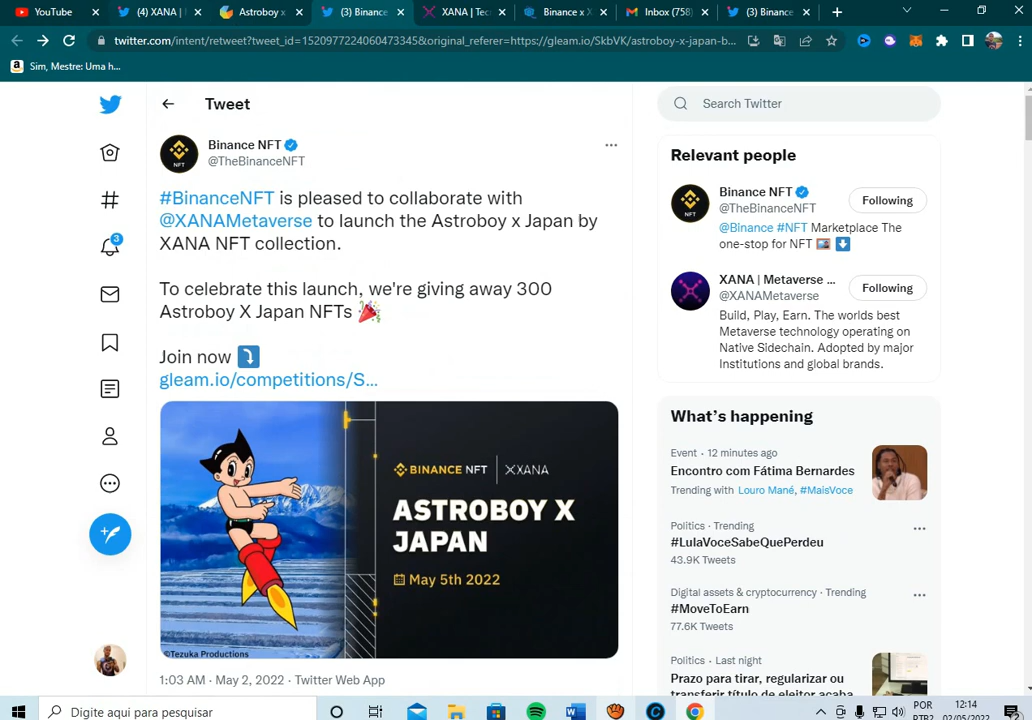 YouTube
(4) XANA |
Astroboy x
(3) Binance
XANA | Tec
Binance x X
Inbox (758)
(3) Binance
twitter.com/intent/retweet?tweet_id=1520977224060473345&original_referer=https://gleam.io/SkbVK/astroboy-x-japan-b...
Sim, Mestre: Uma h...
Tweet
Binance NFT
@TheBinanceNFT
#BinanceNFT is pleased to collaborate with
@XANAMetaverse to launch the Astroboy x Japan by
XANA NFT collection.
To celebrate this launch, we're giving away 300
Astroboy X Japan NFTs
Join now
gleam.io/competitions/S...
BINANCE NFT
XANA
ASTROBOY X
JAPAN
May 5th 2022
©Tezuka Productions
1:03 AM · May 2, 2022 · Twitter Web App
3
NFT
Search Twitter
Relevant people
NFT
Binance NFT
@TheBinanceNFT
Following
@Binance #NFT Marketplace The
one-stop for NFT
XANA | Metaverse ...
@XANAMetaverse
Following
Build, Play, Earn. The worlds best
Metaverse technology operating on
Native Sidechain. Adopted by major
Institutions and global brands.
What's happening
Event · 12 minutes ago
Encontro com Fátima Bernardes
Trending with Louro Mané, #MaisVoce
Politics · Trending
#LulaVoceSabeQuePerdeu
43.9K Tweets
Digital assets & cryptocurrency · Trending
#MoveToEarn
77.6K Tweets
Politics · Last night
Prazo para tirar, regularizar ou
transferir título de eleitor acaba
Digite aqui para pesquisar
POR
PTB2
12:14
02/05/2022
2